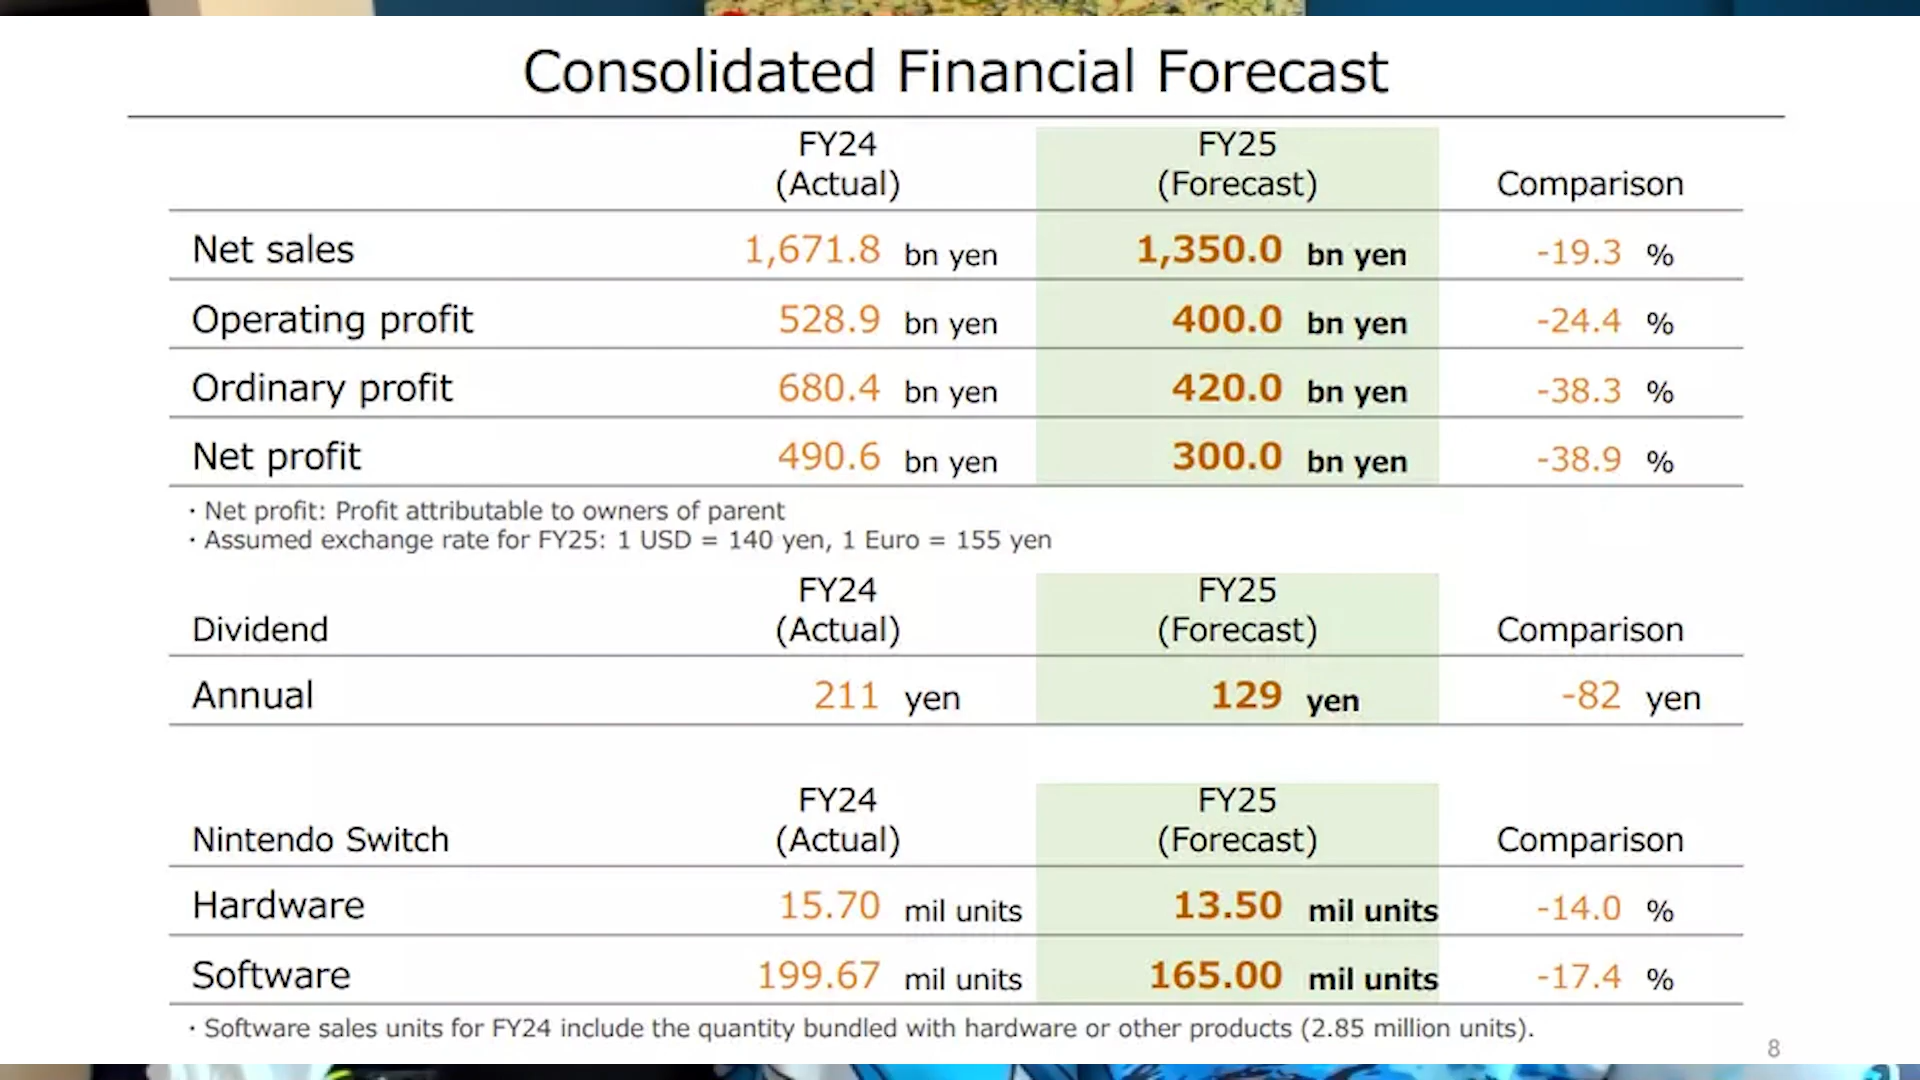 Consolidated Financial Forecast
FY24 FY25
(Actual) (Forecast) Comparison
Net sales 1,671.8 bn yen 1,350.0 bn yen -19.3 %
Operating profit 528.9 bn yen 400.0 bn yen -24.4 %
Ordinary profit 680.4 bn yen 420.0 bn yen -38.3 %
Net profit 490.6 bn yen 300.0 bn yen -38.9 %
・Net profit: Profit attributable to owners of parent
・Assumed exchange rate for FY25: 1 USD = 140 yen, 1 Euro = 155 yen
FY24 FY25
Dividend (Actual) (Forecast) Comparison
Annual 211 yen 129 yen -82 yen
FY24 FY25
Nintendo Switch (Actual) (Forecast) Comparison
Hardware 15.70 mil units 13.50 mil units -14.0 %
Software 199.67 mil units 165.00 mil units -17.4 %
・Software sales units for FY24 include the quantity bundled with hardware or other products (2.85 million units).
8